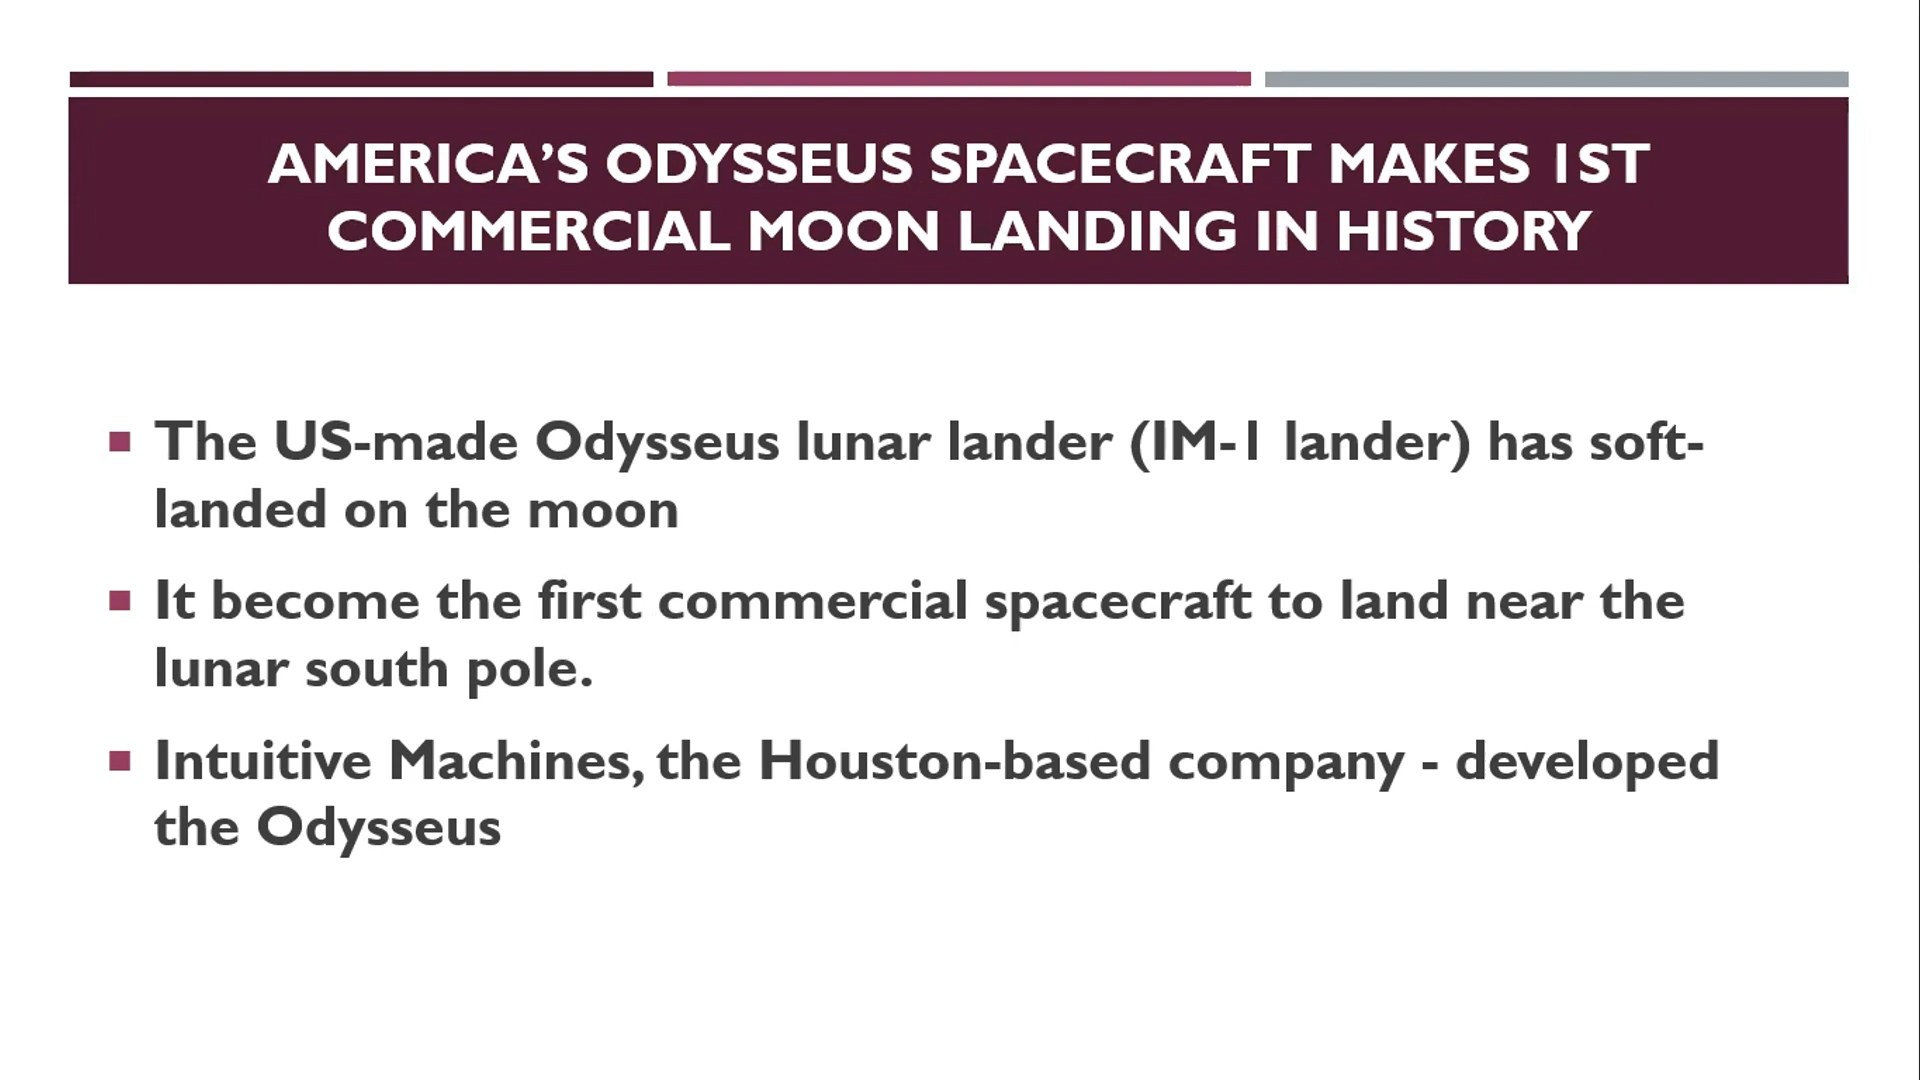 AMERICA’S ODYSSEUS SPACECRAFT MAKES 1ST
COMMERCIAL MOON LANDING IN HISTORY
The US-made Odysseus lunar lander (IM-1 lander) has soft-
landed on the moon
It become the first commercial spacecraft to land near the
lunar south pole.
Intuitive Machines, the Houston-based company - developed
the Odysseus